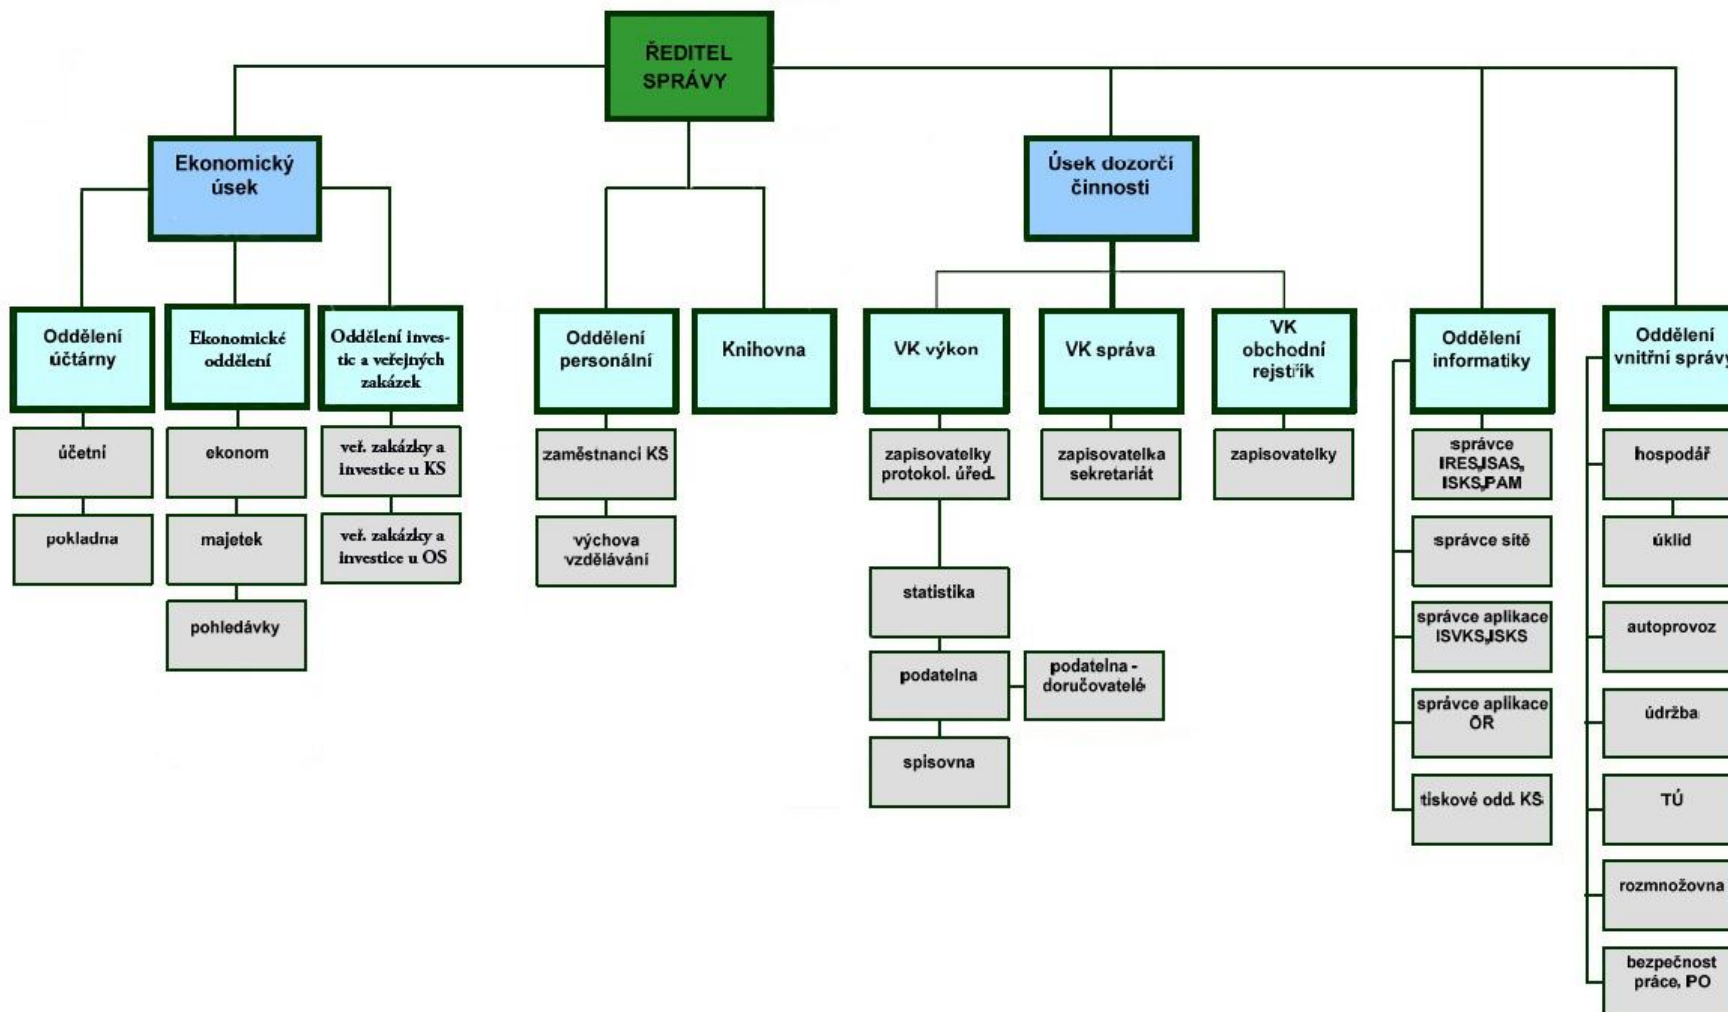 ŘEDITEL
SPRÁVY
Ekonomický
úsek
Úsek dozorčí
činnosti
Oddělení
účtárny
Ekonomické
oddělení
Oddělení inves-
tic a veřejných
zakázek
Oddělení
personální
Knihovna
VK výkon
VK správa
VK
obchodní
rejstřík
Oddělení
informatiky
Oddělení
vnitřní správy
účetní
pokladna
ekonom
majetek
pohledávky
veř. zakázky a
investice u KS
veř. zakázky a
investice u OS
zaměstnanci KS
výchova
vzdělávání
zapisovatelky
protokol. úřed.
statistika
podatelna
podatelna -
doručovatelé
spisovna
zapisovatelka
sekretariát
zapisovatelky
správce
IRES,ISAS,
ISKS,PAM
správce sítě
správce aplikace
ISVKS,ISKS
správce aplikace
OR
tiskové odd. KS
hospodář
úklid
autoprovoz
údržba
TÚ
rozmnožovna
bezpečnost
práce, PO